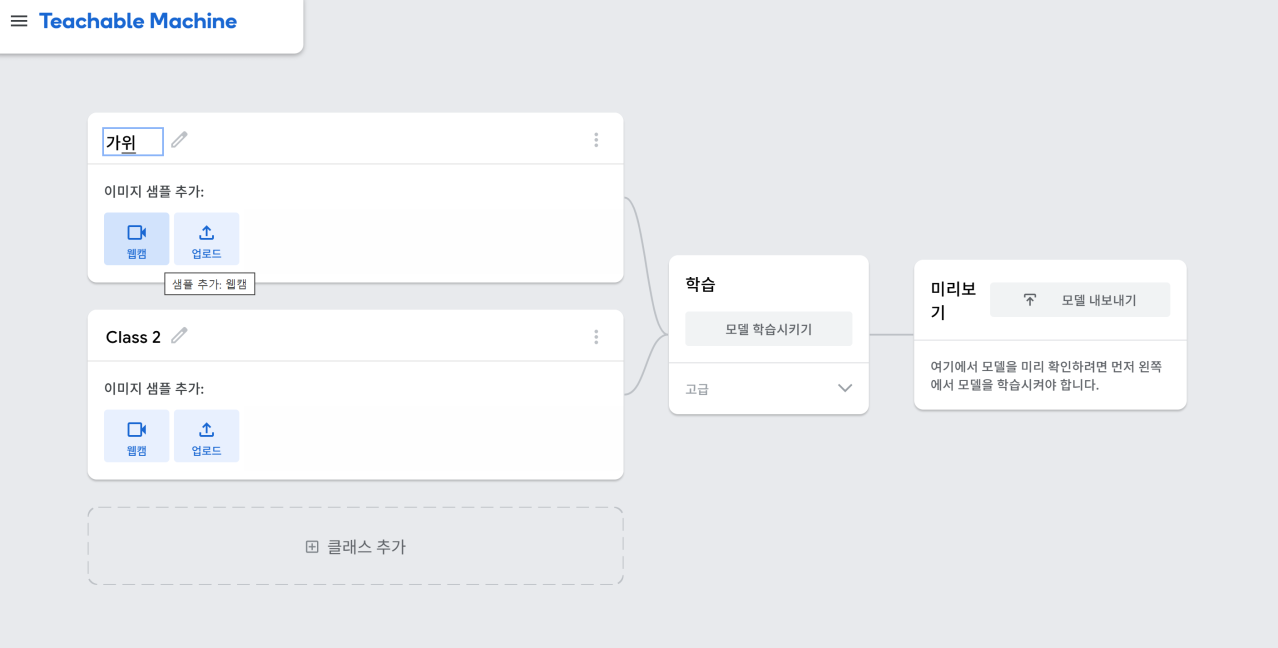 Teachable Machine
가위
이미지 샘플 추가:
웹캠
업로드
샘플 추가: 웹캠
Class 2
이미지 샘플 추가:
웹캠
업로드
클래스 추가
학습
모델 학습시키기
고급
미리보
기
모델 내보내기
여기에서 모델을 미리 확인하려면 먼저 왼쪽
에서 모델을 학습시켜야 합니다.